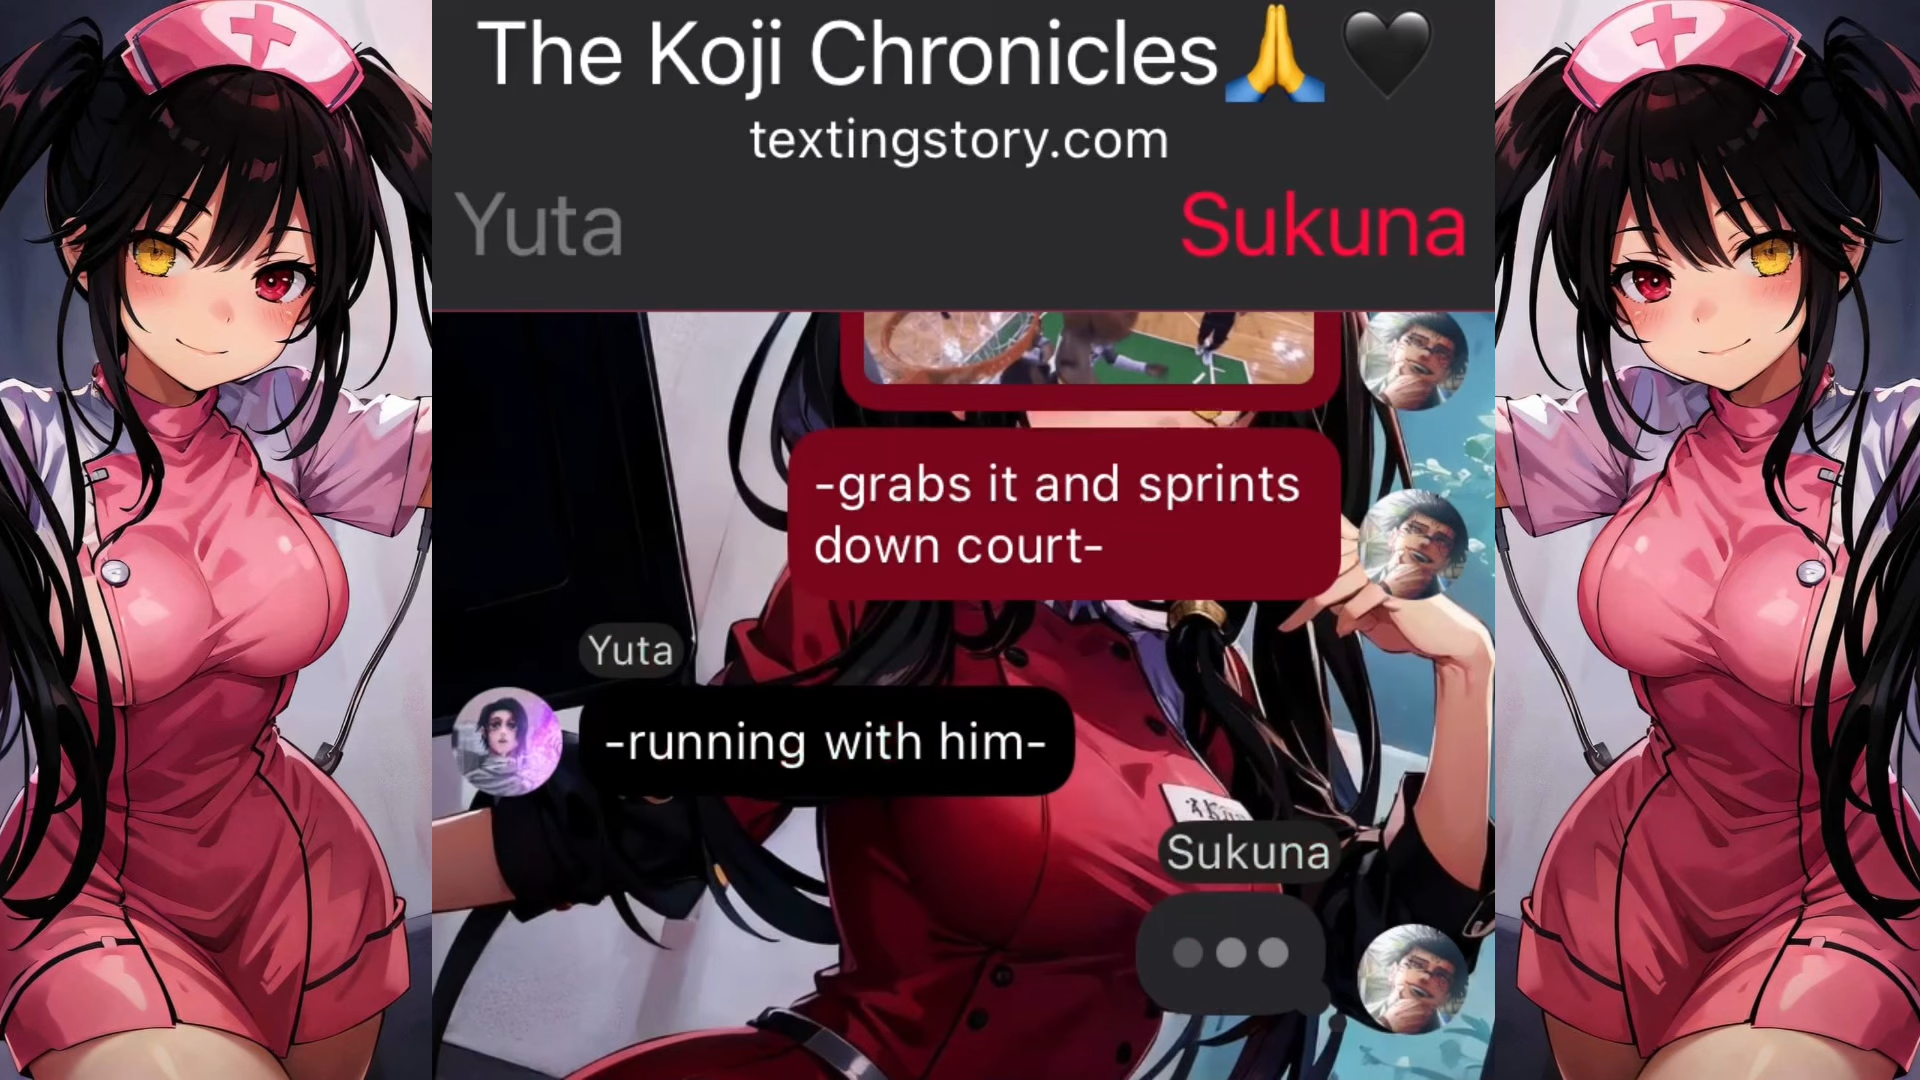 The Koji Chronicles🙏🖤
textingstory.com
Yuta
Sukuna
-grabs it and sprints
down court-
Yuta
-running with him-
Sukuna